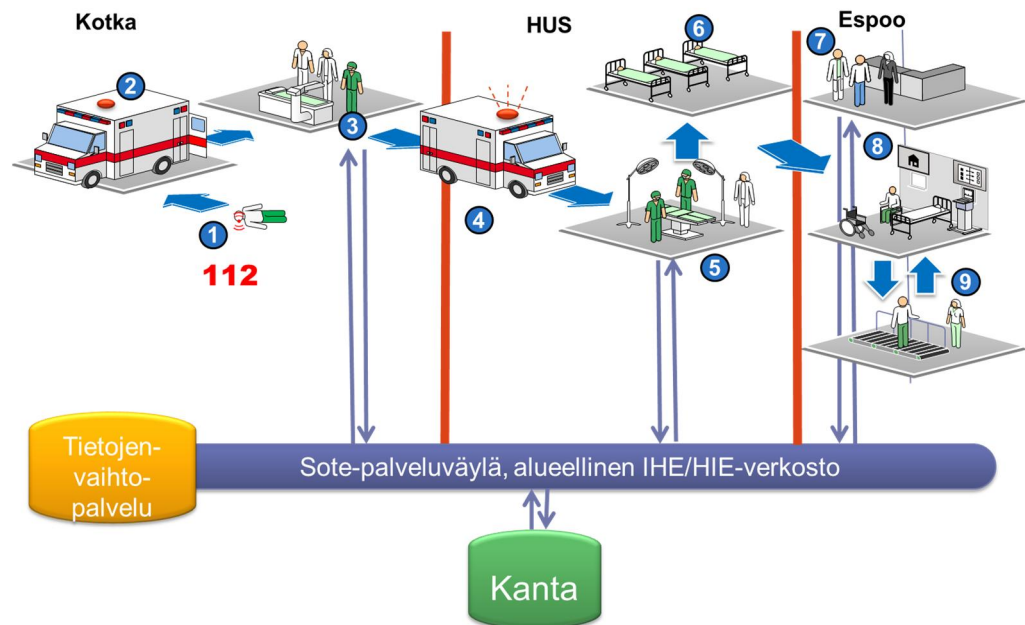 Kotka
HUS
Espoo
2
3
6
7
8
1
4
5
9
112
Tietojen-
vaihto-
palvelu
Sote-palveluväylä, alueellinen IHE/HIE-verkosto
Kanta